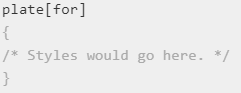 plate[for]
{
/* Styles would go here. */
}